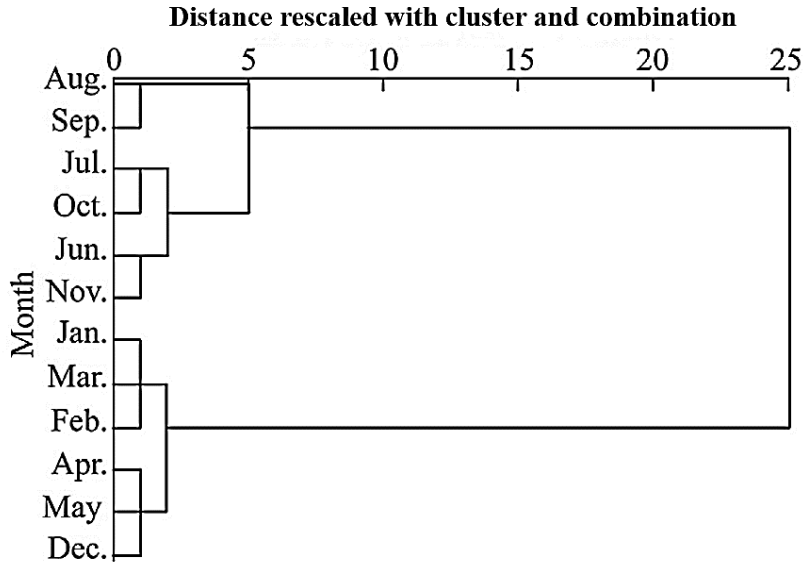 Distance rescaled with cluster and combination
0 5 10 15 20 25
Aug.
Sep.
Jul.
Oct.
Jun.
Nov.
Jan.
Mar.
Feb.
Apr.
May
Dec.
Month